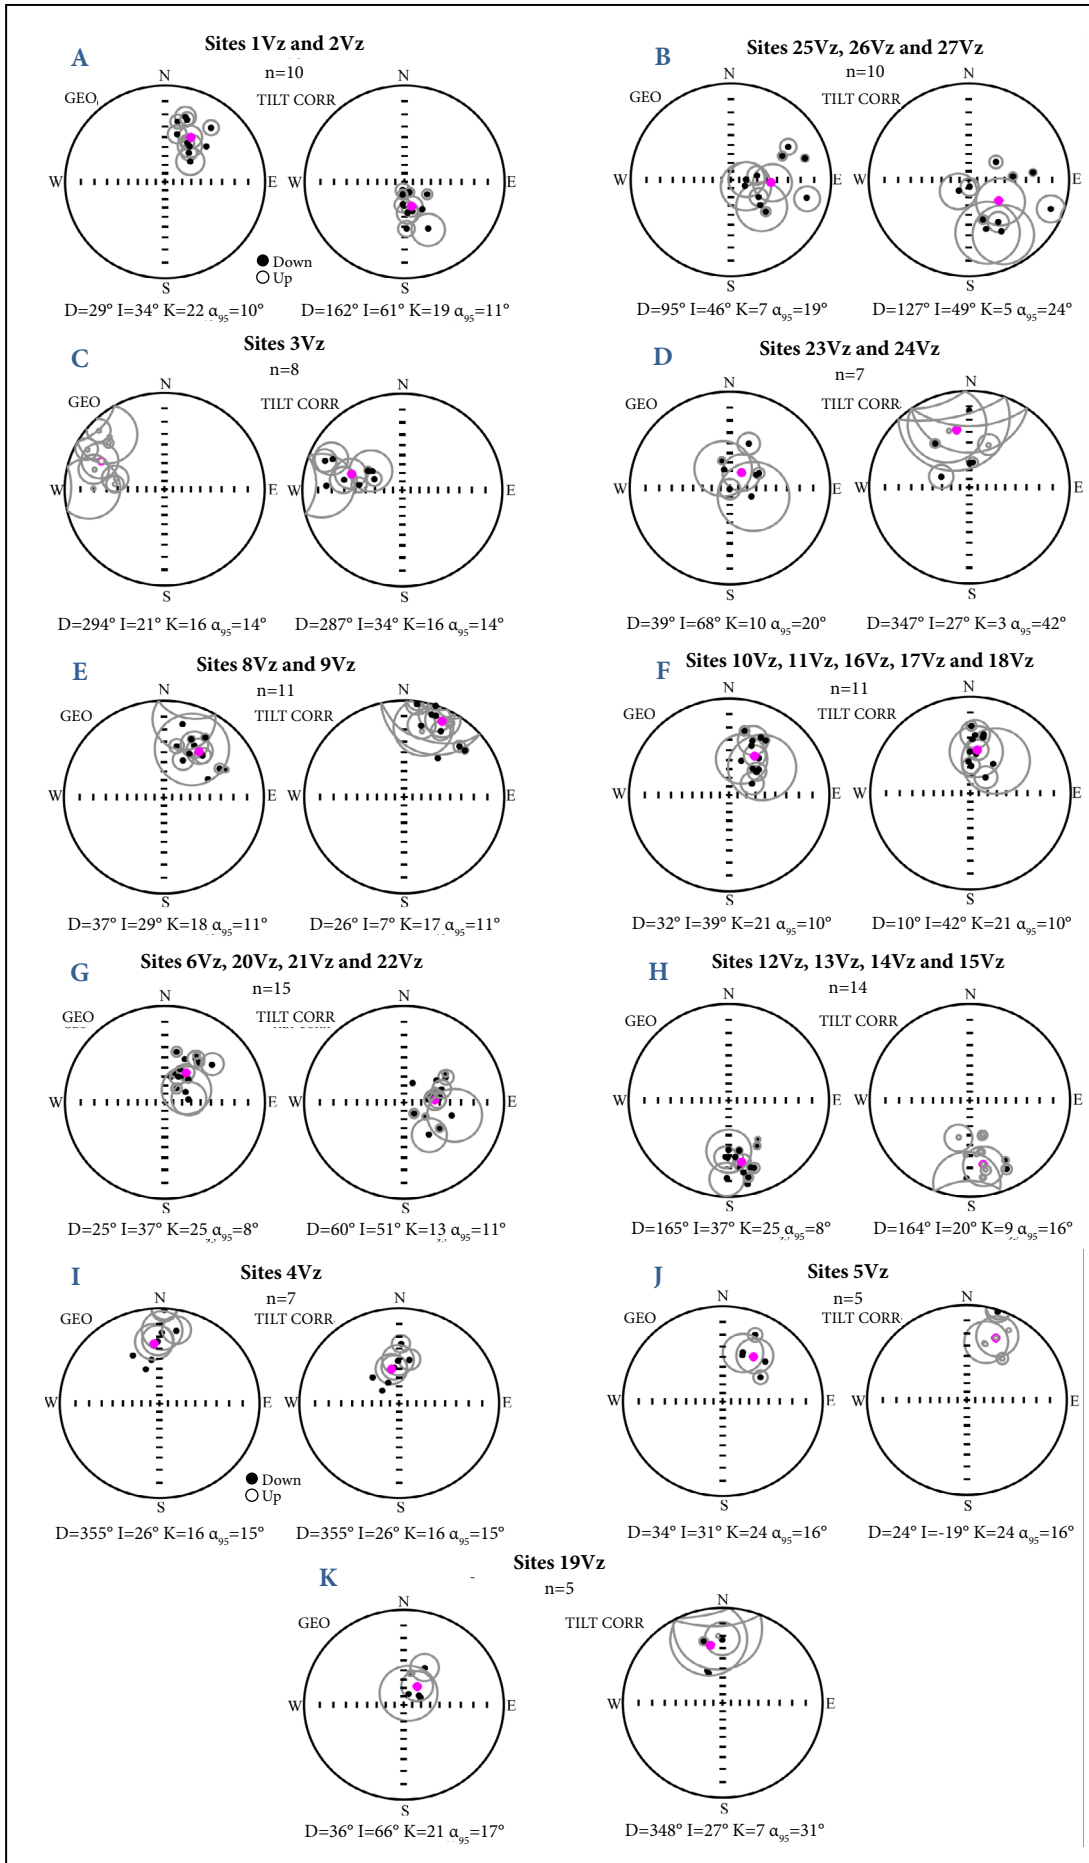 A
Sites 1Vz and 2Vz
n=10
GEO
TILT CORR
N
N
W
E
W
E
S
S
Down
Up
D=29° I=34° K=22 α95=10°
D=162° I=61° K=19 α95=11°
B
Sites 25Vz, 26Vz and 27Vz
n=10
GEO
TILT CORR
N
N
W
E
W
E
S
S
D=95° I=46° K=7 α95=19°
D=127° I=49° K=5 α95=24°
C
Sites 3Vz
n=8
GEO
TILT CORR
N
N
W
E
W
E
S
S
D=294° I=21° K=16 α95=14°
D=287° I=34° K=16 α95=14°
D
Sites 23Vz and 24Vz
n=7
GEO
TILT CORR
N
N
W
E
W
E
S
S
D=39° I=68° K=10 α95=20°
D=347° I=27° K=3 α95=42°
E
Sites 8Vz and 9Vz
n=11
GEO
TILT CORR
N
N
W
E
W
E
S
S
D=37° I=29° K=18 α95=11°
D=26° I=7° K=17 α95=11°
F
Sites 10Vz, 11Vz, 16Vz, 17Vz and 18Vz
n=11
GEO
TILT CORR
N
N
W
E
W
E
S
S
D=32° I=39° K=21 α95=10°
D=10° I=42° K=21 α95=10°
G
Sites 6Vz, 20Vz, 21Vz and 22Vz
n=15
GEO
TILT CORR
N
N
W
E
W
E
S
S
D=25° I=37° K=25 α95=8°
D=60° I=51° K=13 α95=11°
H
Sites 12Vz, 13Vz, 14Vz and 15Vz
n=14
GEO
TILT CORR
N
N
W
E
W
E
S
S
D=165° I=37° K=25 α95=8°
D=164° I=20° K=9 α95=16°
I
Sites 4Vz
n=7
GEO
TILT CORR
N
N
W
E
W
E
S
S
Down
Up
D=355° I=26° K=16 α95=15°
D=355° I=26° K=16 α95=15°
J
Sites 5Vz
n=5
GEO
TILT CORR
N
N
W
E
W
E
S
S
D=34° I=31° K=24 α95=16°
D=24° I=-19° K=24 α95=16°
K
Sites 19Vz
n=5
GEO
TILT CORR
N
N
W
E
W
E
S
S
D=36° I=66° K=21 α95=17°
D=348° I=27° K=7 α95=31°